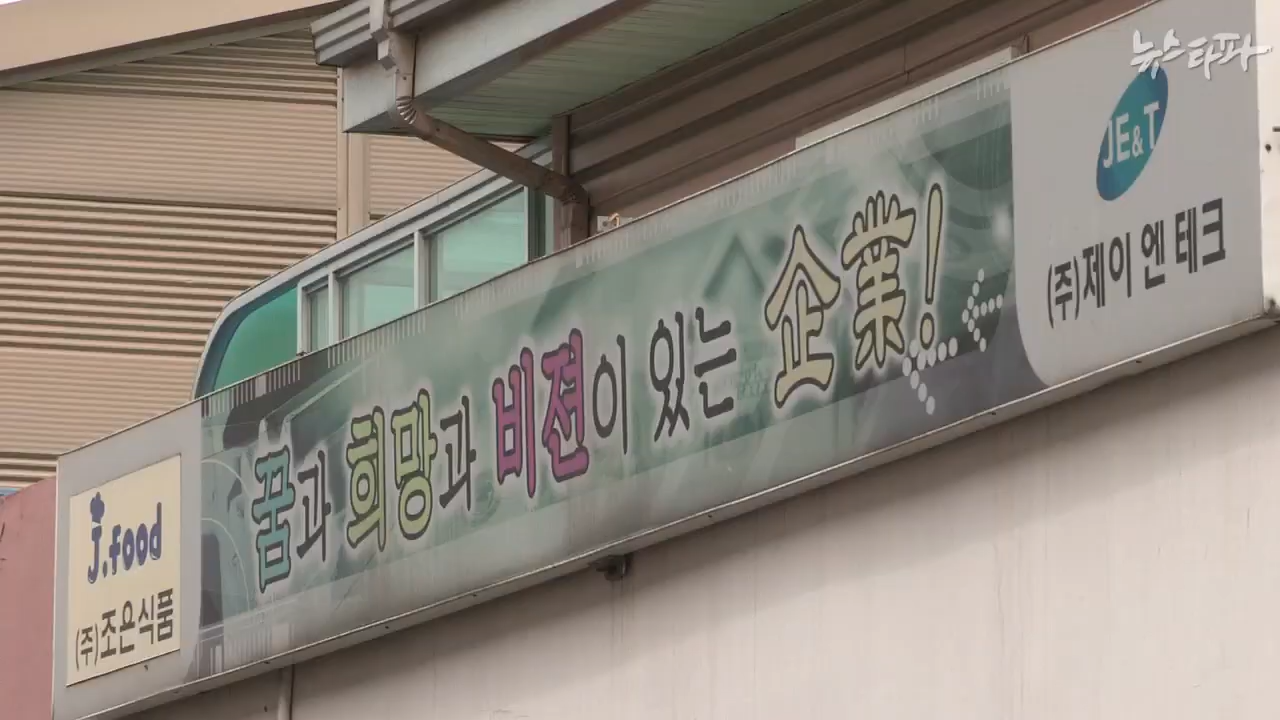 뉴스타파
JE&T
(주)제이엔테크
꿈과 희망과 비젼이 있는 企業!
j.food
(주)조은식품